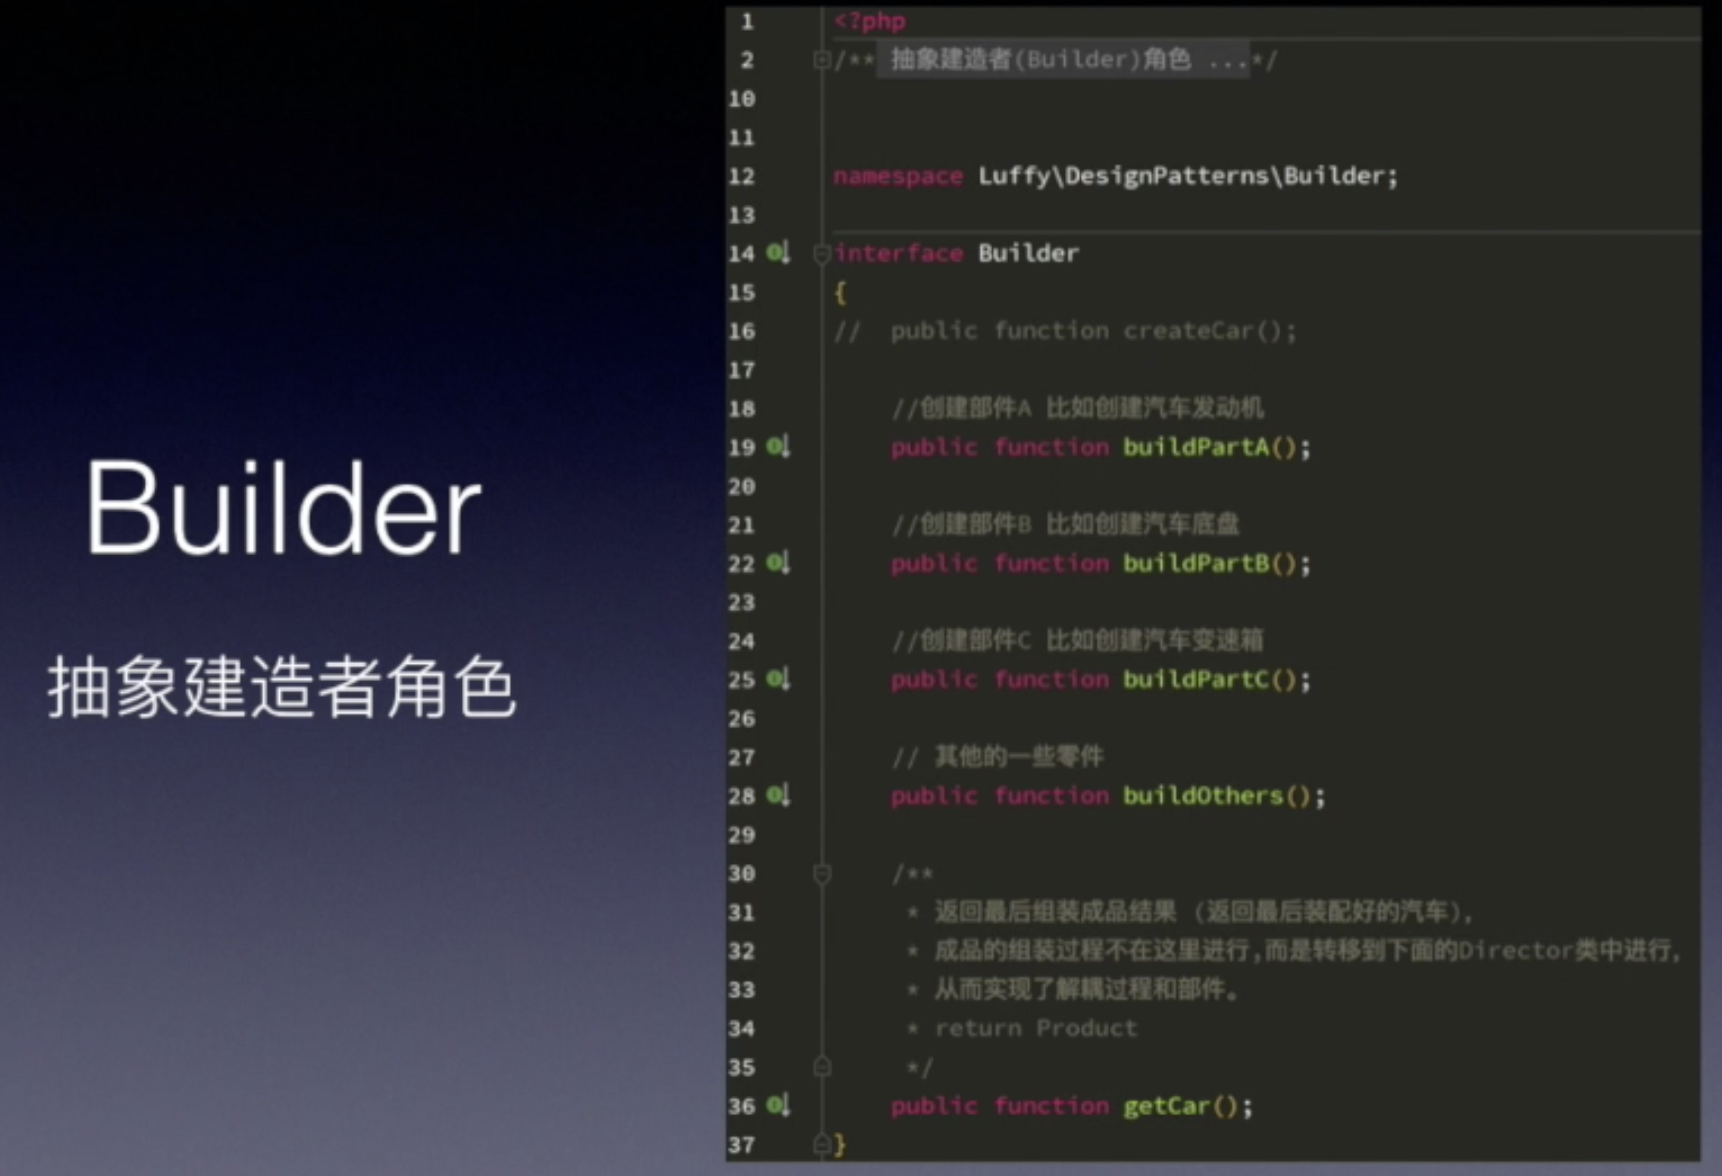 Builder
抽象建造者角色
1 <?php
2 /** 抽象建造者(Builder)角色 ...*/
10
11
12 namespace Luffy\DesignPatterns\Builder;
13
14 interface Builder
15 {
16 //  public function createCar();
17
18     //创建部件A 比如创建汽车发动机
19     public function buildPartA();
20
21     //创建部件B 比如创建汽车底盘
22     public function buildPartB();
23
24     //创建部件C 比如创建汽车变速箱
25     public function buildPartC();
26
27     // 其他的一些零件
28     public function buildOthers();
29
30     /**
31      * 返回最后组装成品结果 (返回最后装配好的汽车),
32      * 成品的组装过程不在这里进行,而是转移到下面的Director类中进行,
33      * 从而实现了解耦过程和部件。
34      * return Product
35      */
36     public function getCar();
37 }